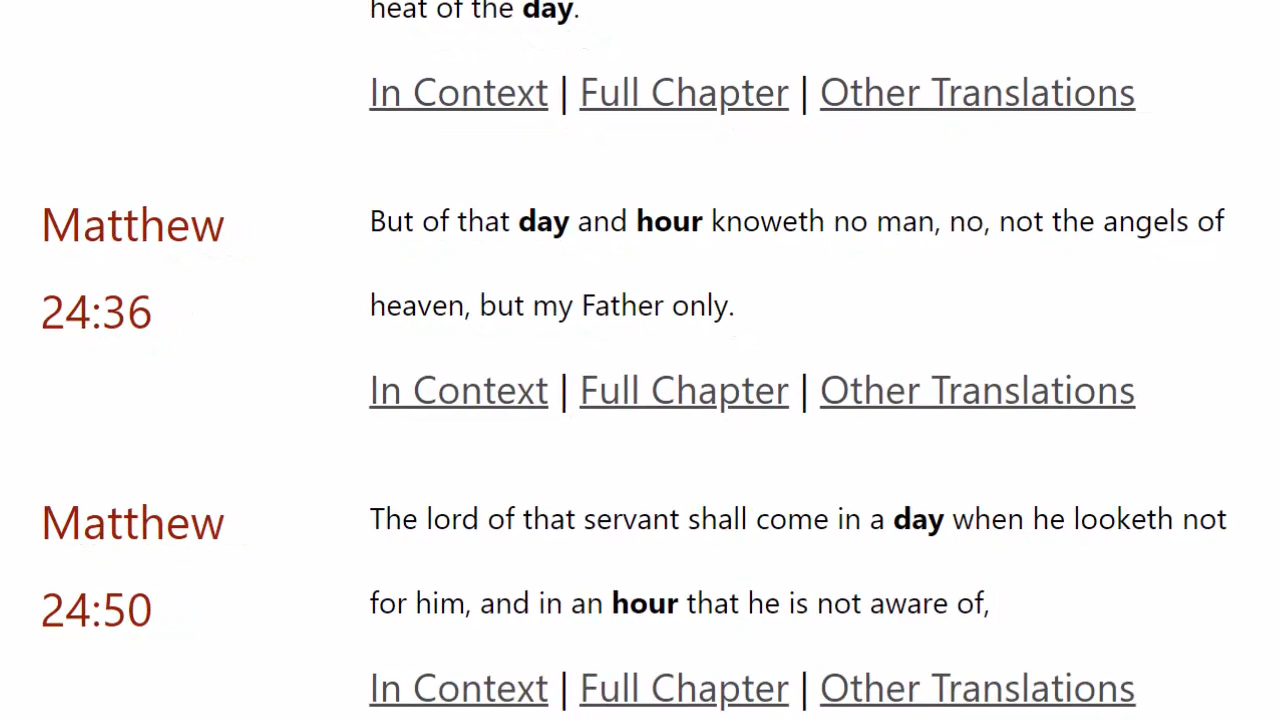 heat of the day.
In Context | Full Chapter | Other Translations
Matthew
24:36
But of that day and hour knoweth no man, no, not the angels of
heaven, but my Father only.
In Context | Full Chapter | Other Translations
Matthew
24:50
The lord of that servant shall come in a day when he looketh not
for him, and in an hour that he is not aware of,
In Context | Full Chapter | Other Translations